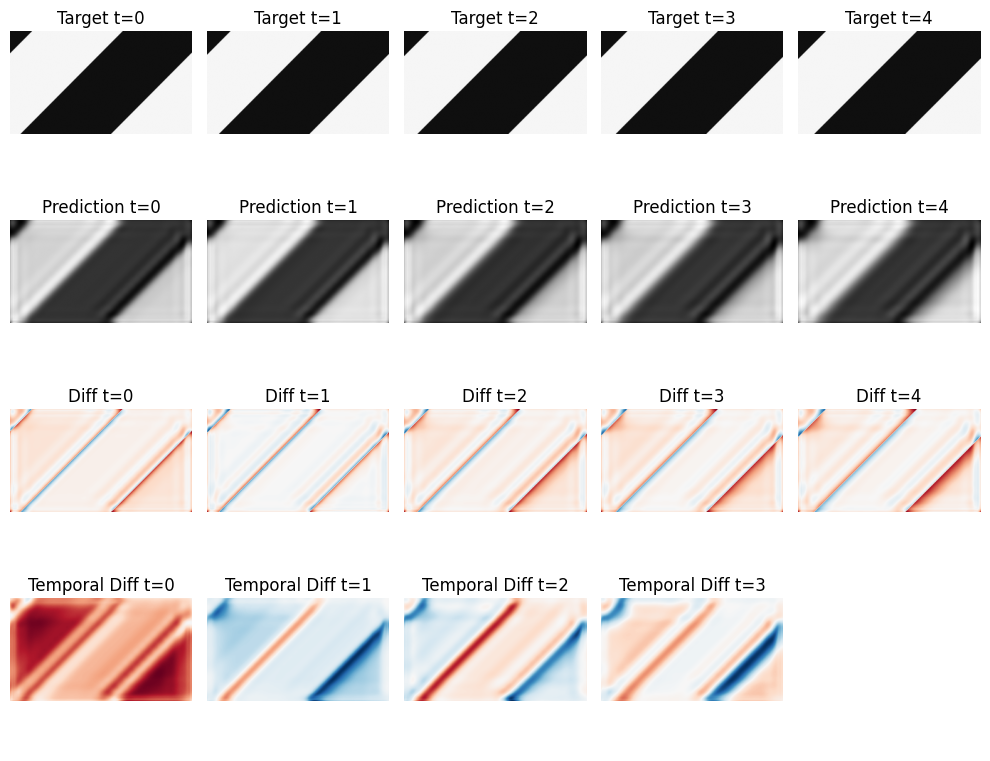 Target t=0 Target t=1 Target t=2 Target t=3 Target t=4
Prediction t=0 Prediction t=1 Prediction t=2 Prediction t=3 Prediction t=4
Diff t=0 Diff t=1 Diff t=2 Diff t=3 Diff t=4
Temporal Diff t=0 Temporal Diff t=1 Temporal Diff t=2 Temporal Diff t=3